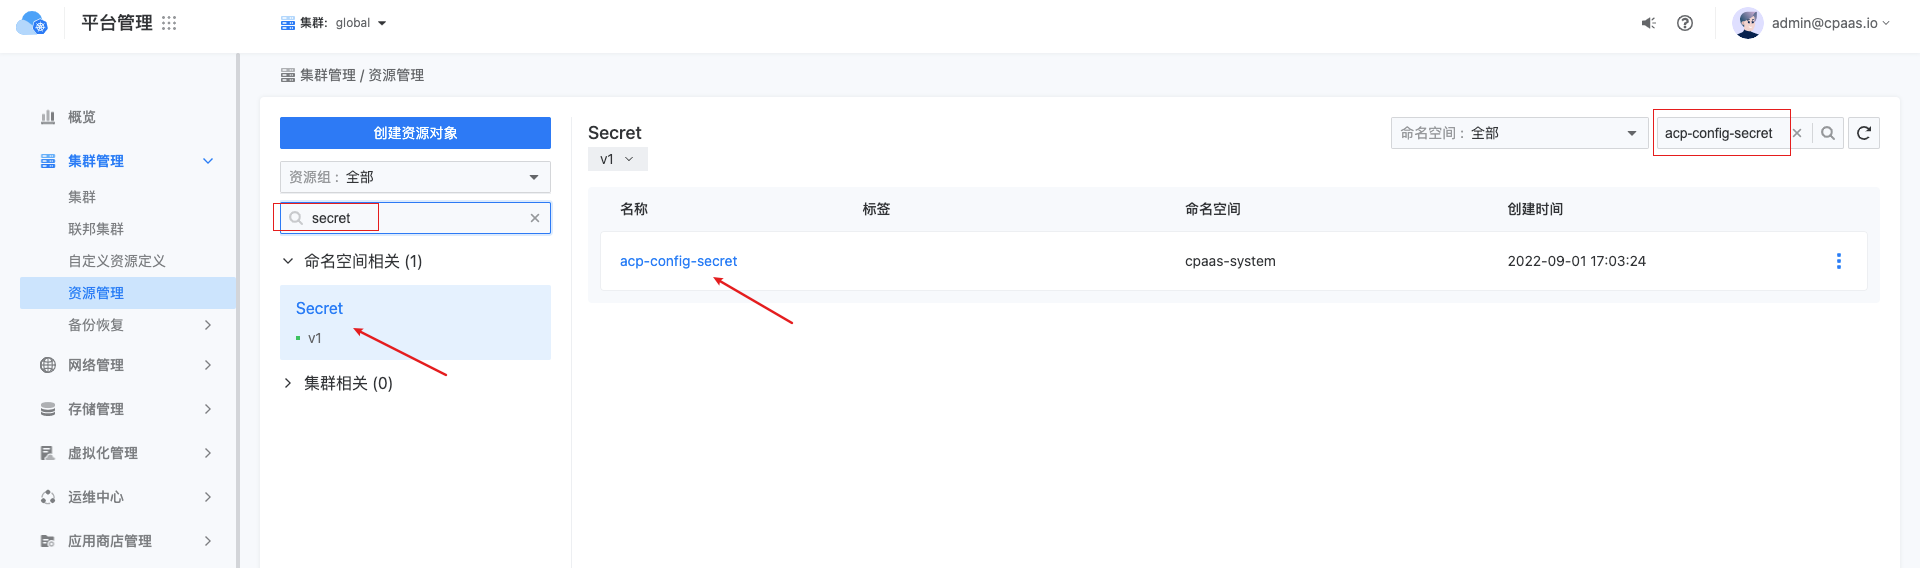 平台管理
集群: global
admin@cpaas.io
集群管理 / 资源管理
概览
集群管理
集群
联邦集群
自定义资源定义
资源管理
备份恢复
网络管理
存储管理
虚拟化管理
运维中心
应用商店管理
创建资源对象
资源组 : 全部
secret
命名空间相关 (1)
Secret
v1
集群相关 (0)
Secret
v1
命名空间 : 全部
acp-config-secret
名称 标签 命名空间 创建时间
acp-config-secret cpaas-system 2022-09-01 17:03:24